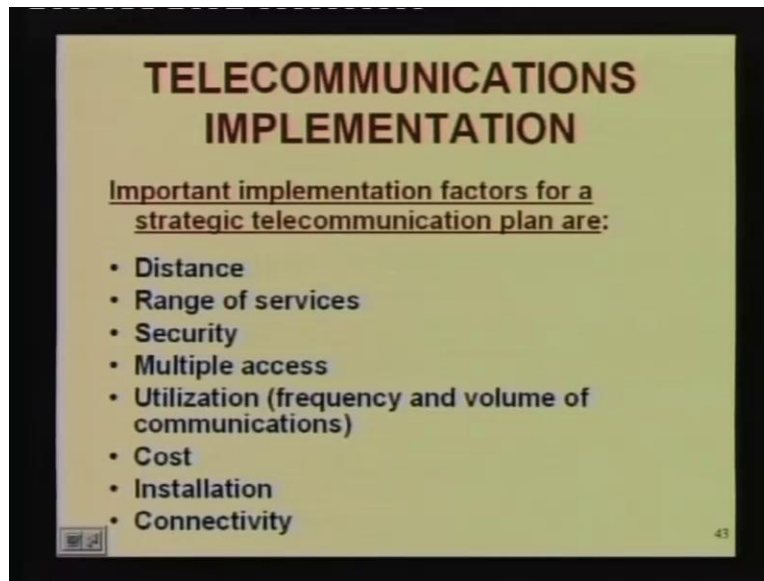 TELECOMMUNICATIONS
IMPLEMENTATION
Important implementation factors for a
strategic telecommunication plan are:
• Distance
• Range of services
• Security
• Multiple access
• Utilization (frequency and volume of
communications)
• Cost
• Installation
• Connectivity
43